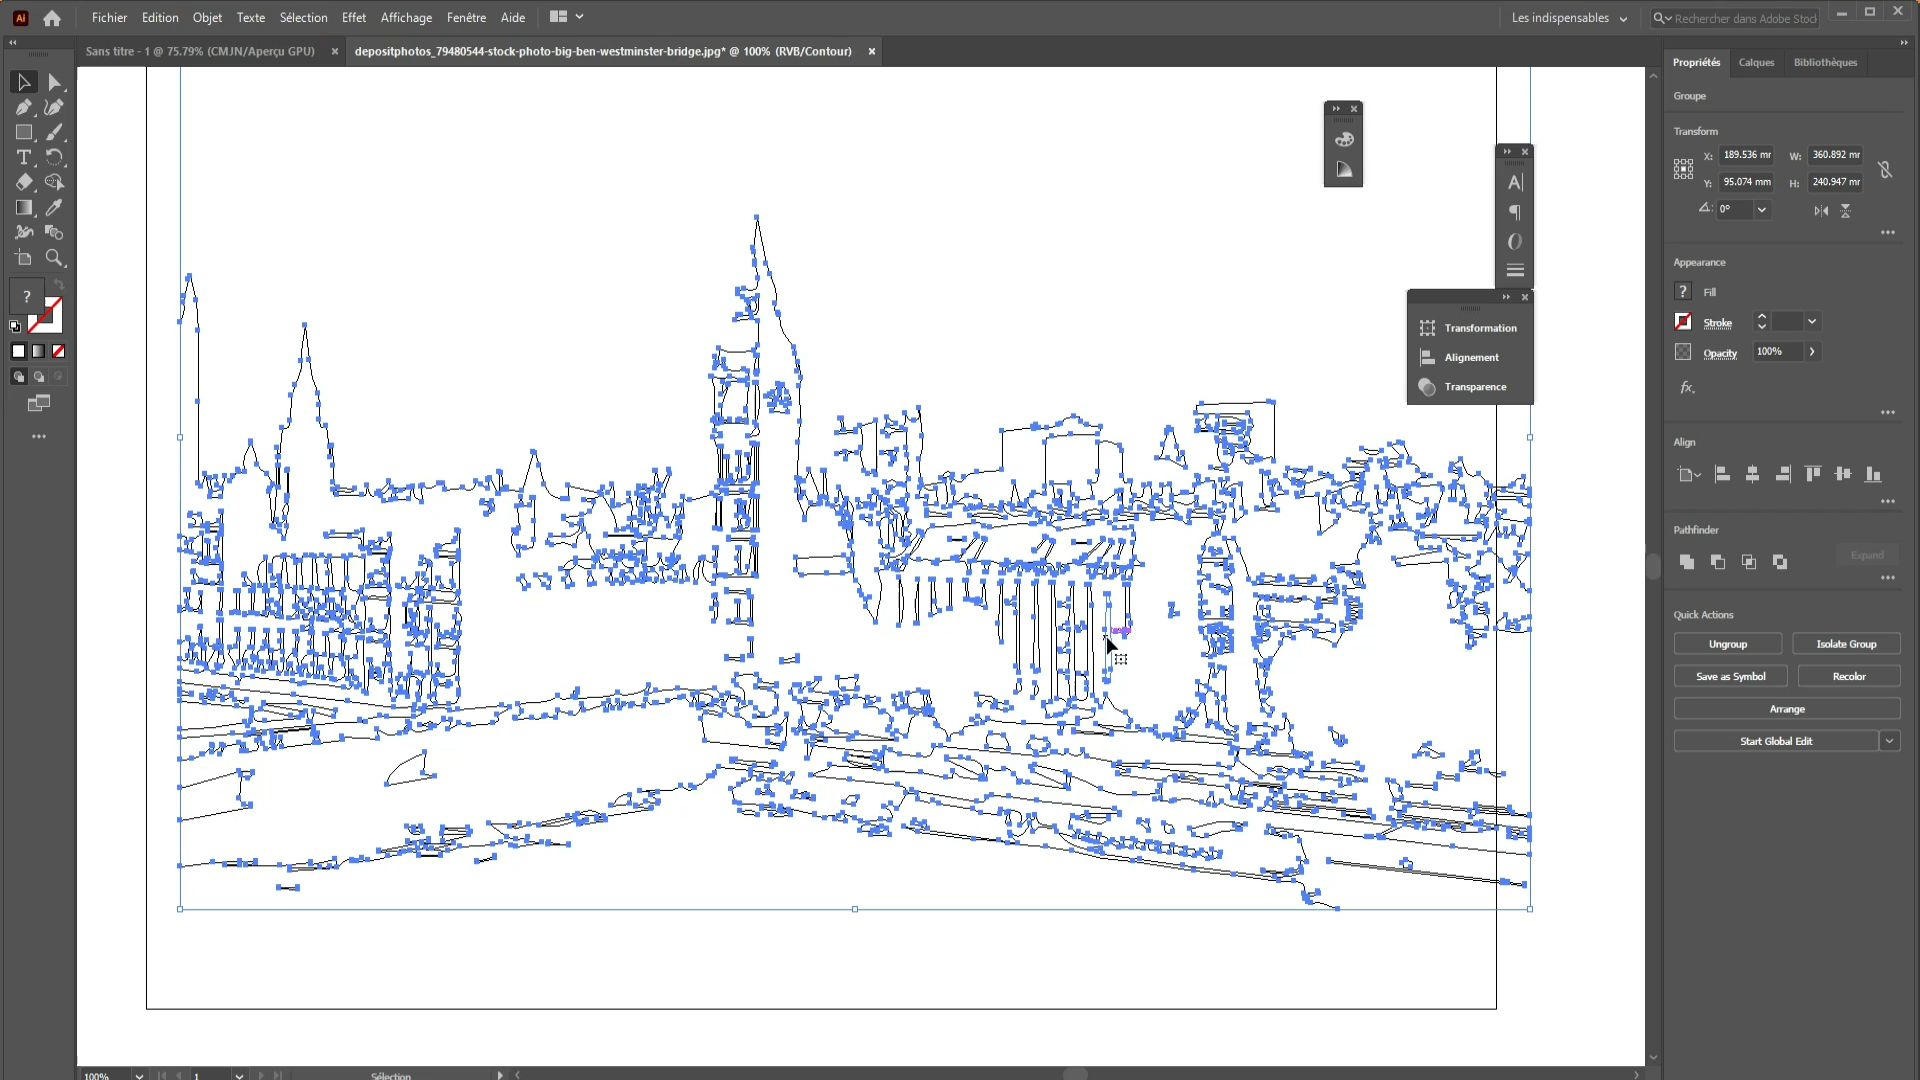 Ai Fichier Edition Objet Texte Sélection Effet Affichage Fenêtre Aide Les indispensables Rechercher dans Adobe Stoc
Sans titre - 1 @ 75.79% (CMJN/Aperçu GPU) × depositphotos_79480544-stock-photo-big-ben-westminster-bridge.jpg* @ 100% (RVB/Contour) ×
Propriétés Calques Bibliothèques
Groupe
Transform
X: 189.536 mr W: 360.892 mr
Y: 95.074 mm H: 240.947 mr
0°
Appearance
? Fill
Stroke
Opacity 100%
fx.
Transformation
Alignement
Transparence
Align
Pathfinder
Expand
Quick Actions
Ungroup Isolate Group
Save as Symbol Recolor
Arrange
Start Global Edit
100% 1 Sélection